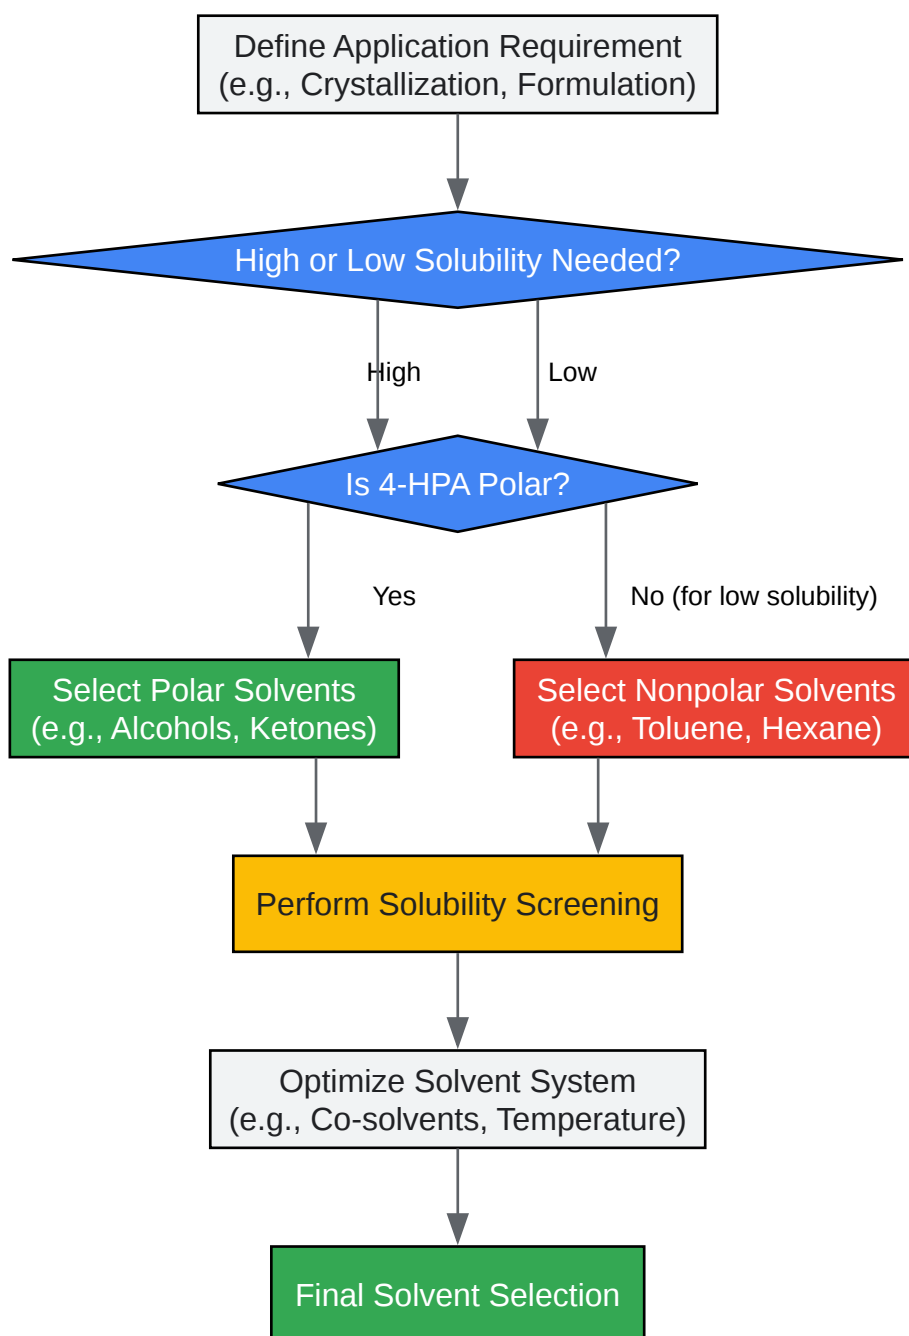 Define Application Requirement
(e.g., Crystallization, Formulation)
High or Low Solubility Needed?
High
Low
Is 4-HPA Polar?
Yes
No (for low solubility)
Select Polar Solvents
(e.g., Alcohols, Ketones)
Select Nonpolar Solvents
(e.g., Toluene, Hexane)
Perform Solubility Screening
Optimize Solvent System
(e.g., Co-solvents, Temperature)
Final Solvent Selection